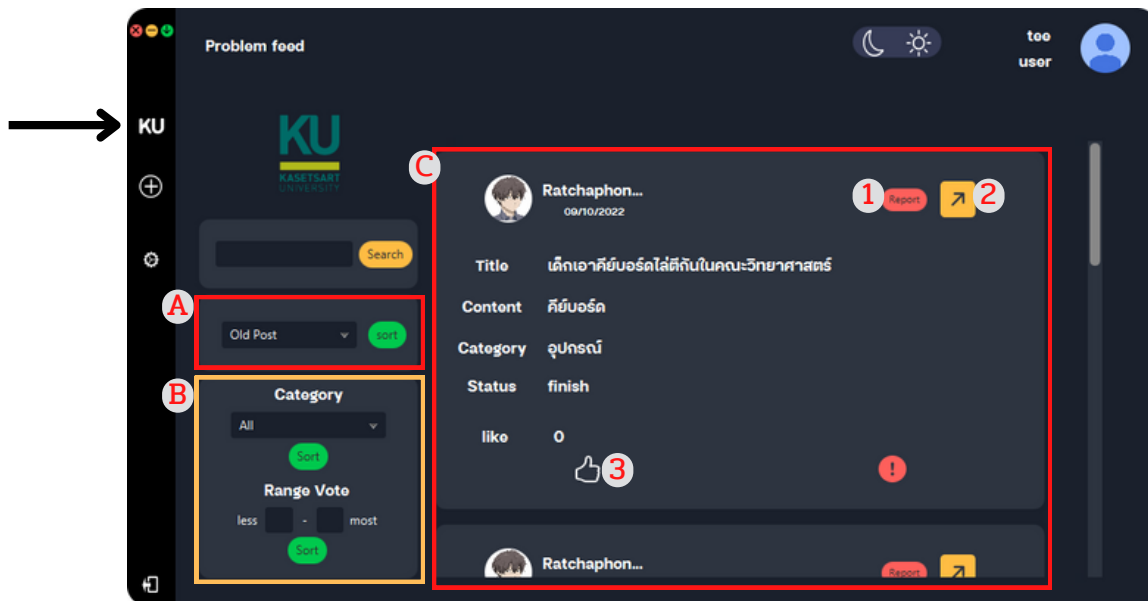 Problem feed
tee
user
KU
KU
KASETSART
UNIVERSITY
Search
A
Old Post
sort
B
Category
All
Sort
Range Vote
less - most
Sort
C
Ratchaphon...
09/10/2022
1
Report
2
Title เด็กเอาคีย์บอร์ดไล่ตีกันในคณะวิทยาศาสตร์
Content คีย์บอร์ด
Category อุปกรณ์
Status finish
like 0
3
!
Ratchaphon...
Report